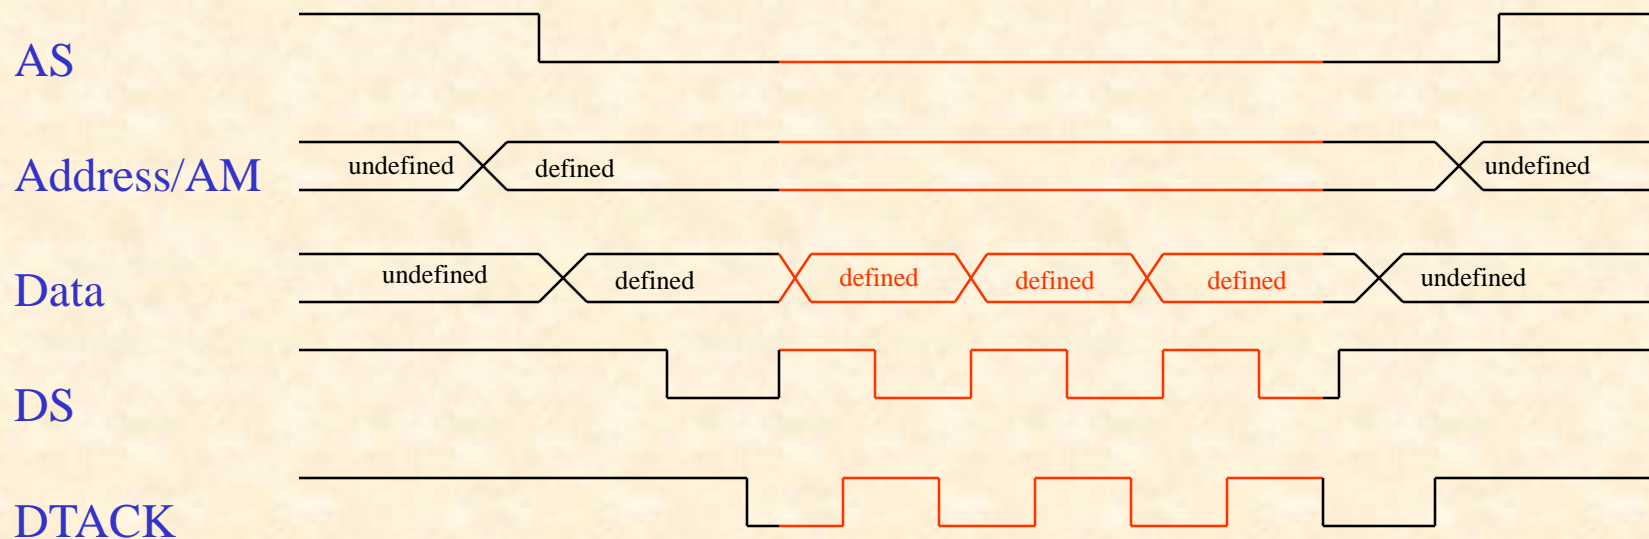 AS
Address/AM
undefined
defined
undefined
Data
undefined
defined
defined
defined
defined
undefined
DS
DTACK